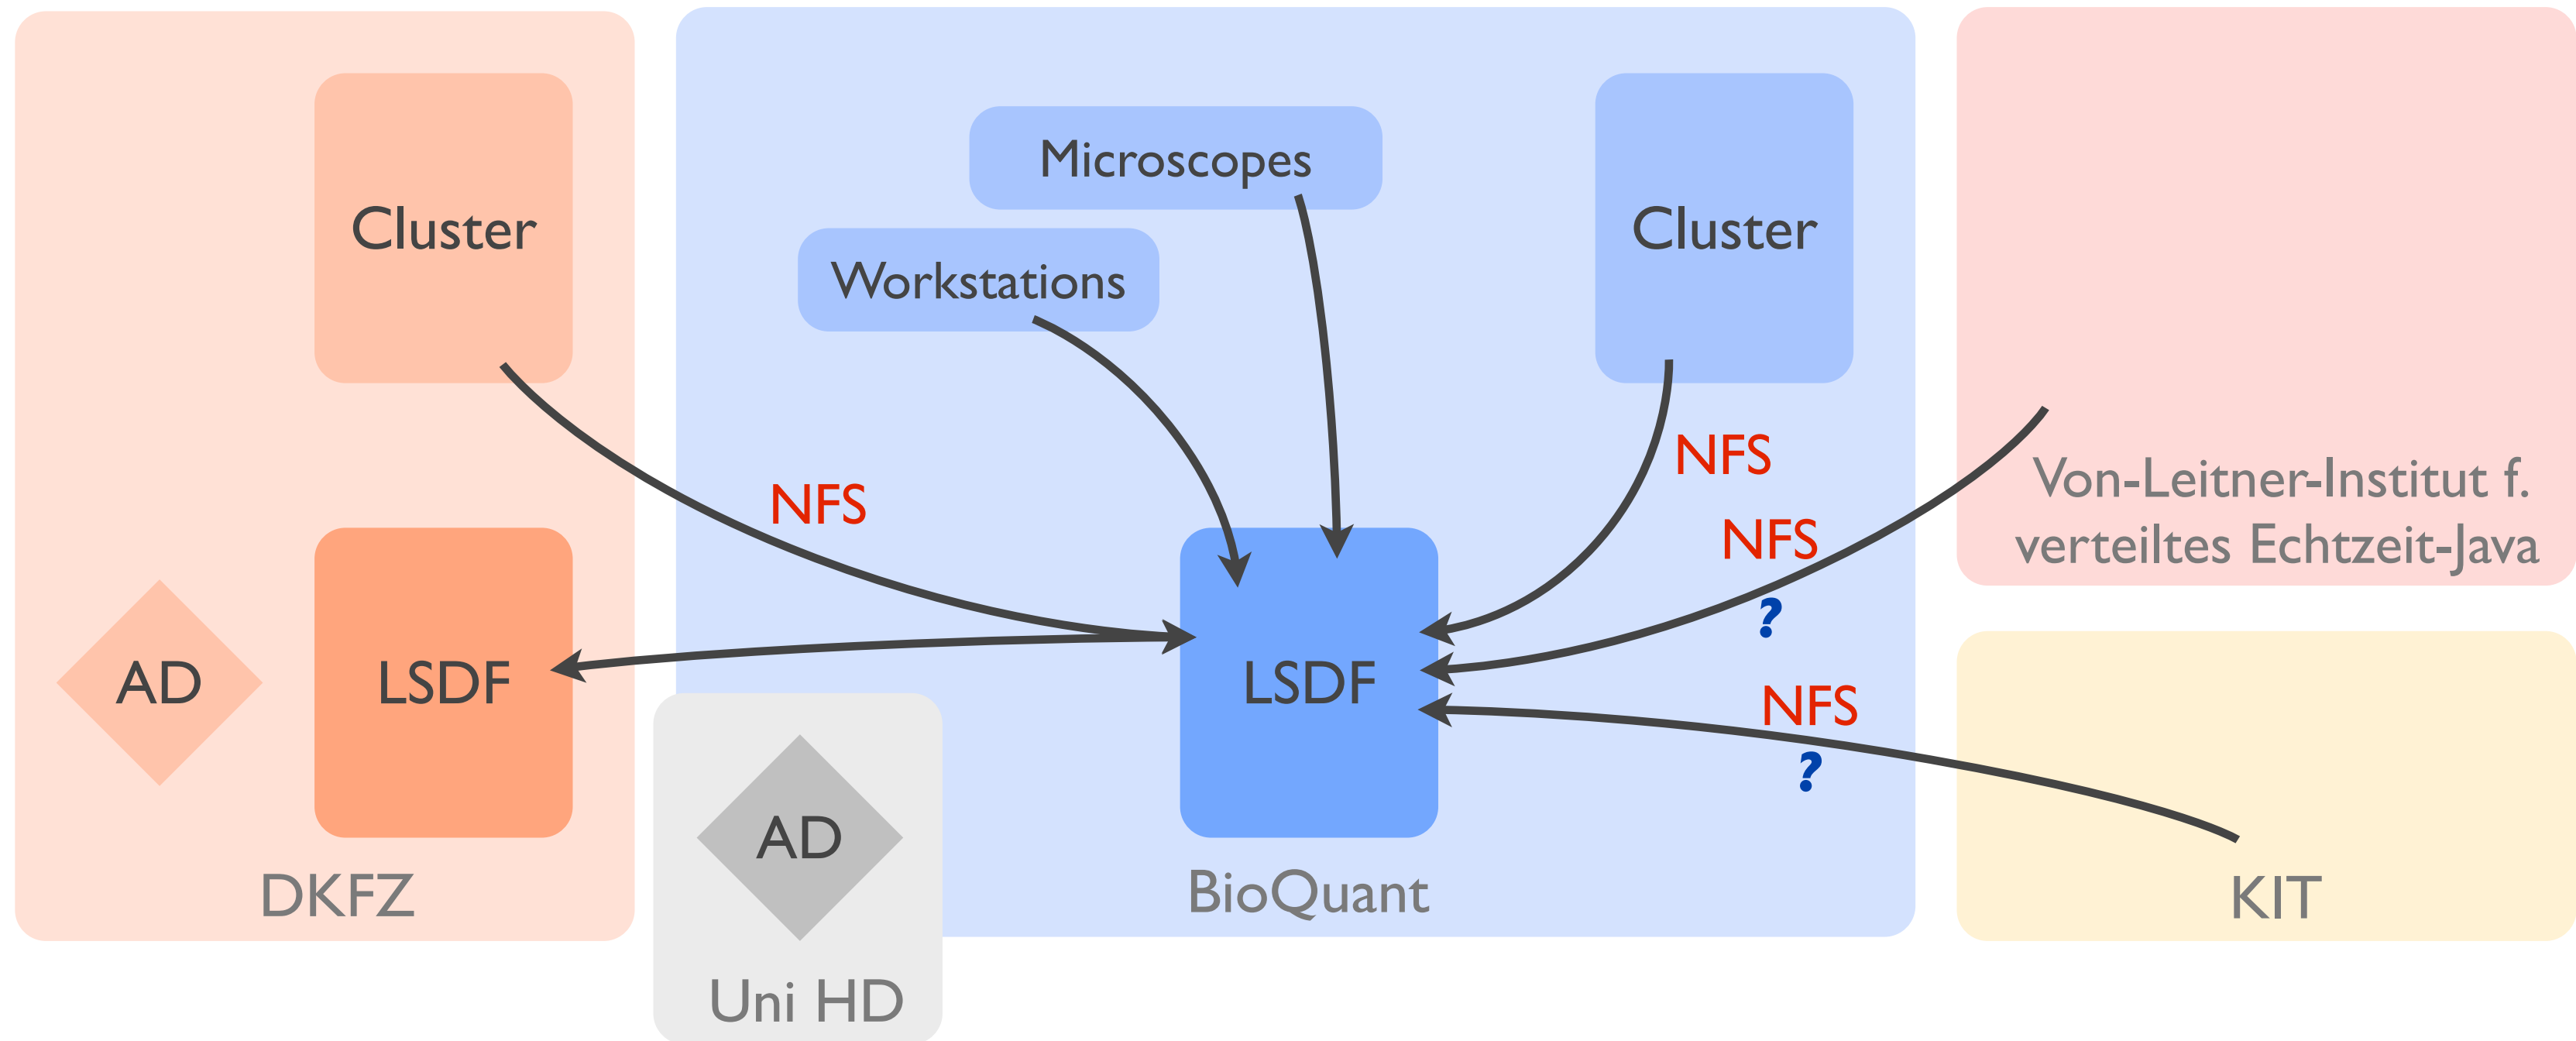 Cluster
Microscopes
Cluster
Workstations
NFS
NFS
NFS
?
Von-Leitner-Institut f.
verteiltes Echtzeit-Java
AD
LSDF
LSDF
NFS
?
AD
DKFZ
BioQuant
KIT
Uni HD